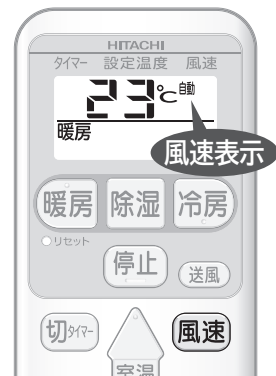 HITACHI
タイマー 設定温度 風速
23℃ 自動
暖房
風速表示
暖房 除湿 冷房
リセット
停止 送風
切タイマー 風速
室温